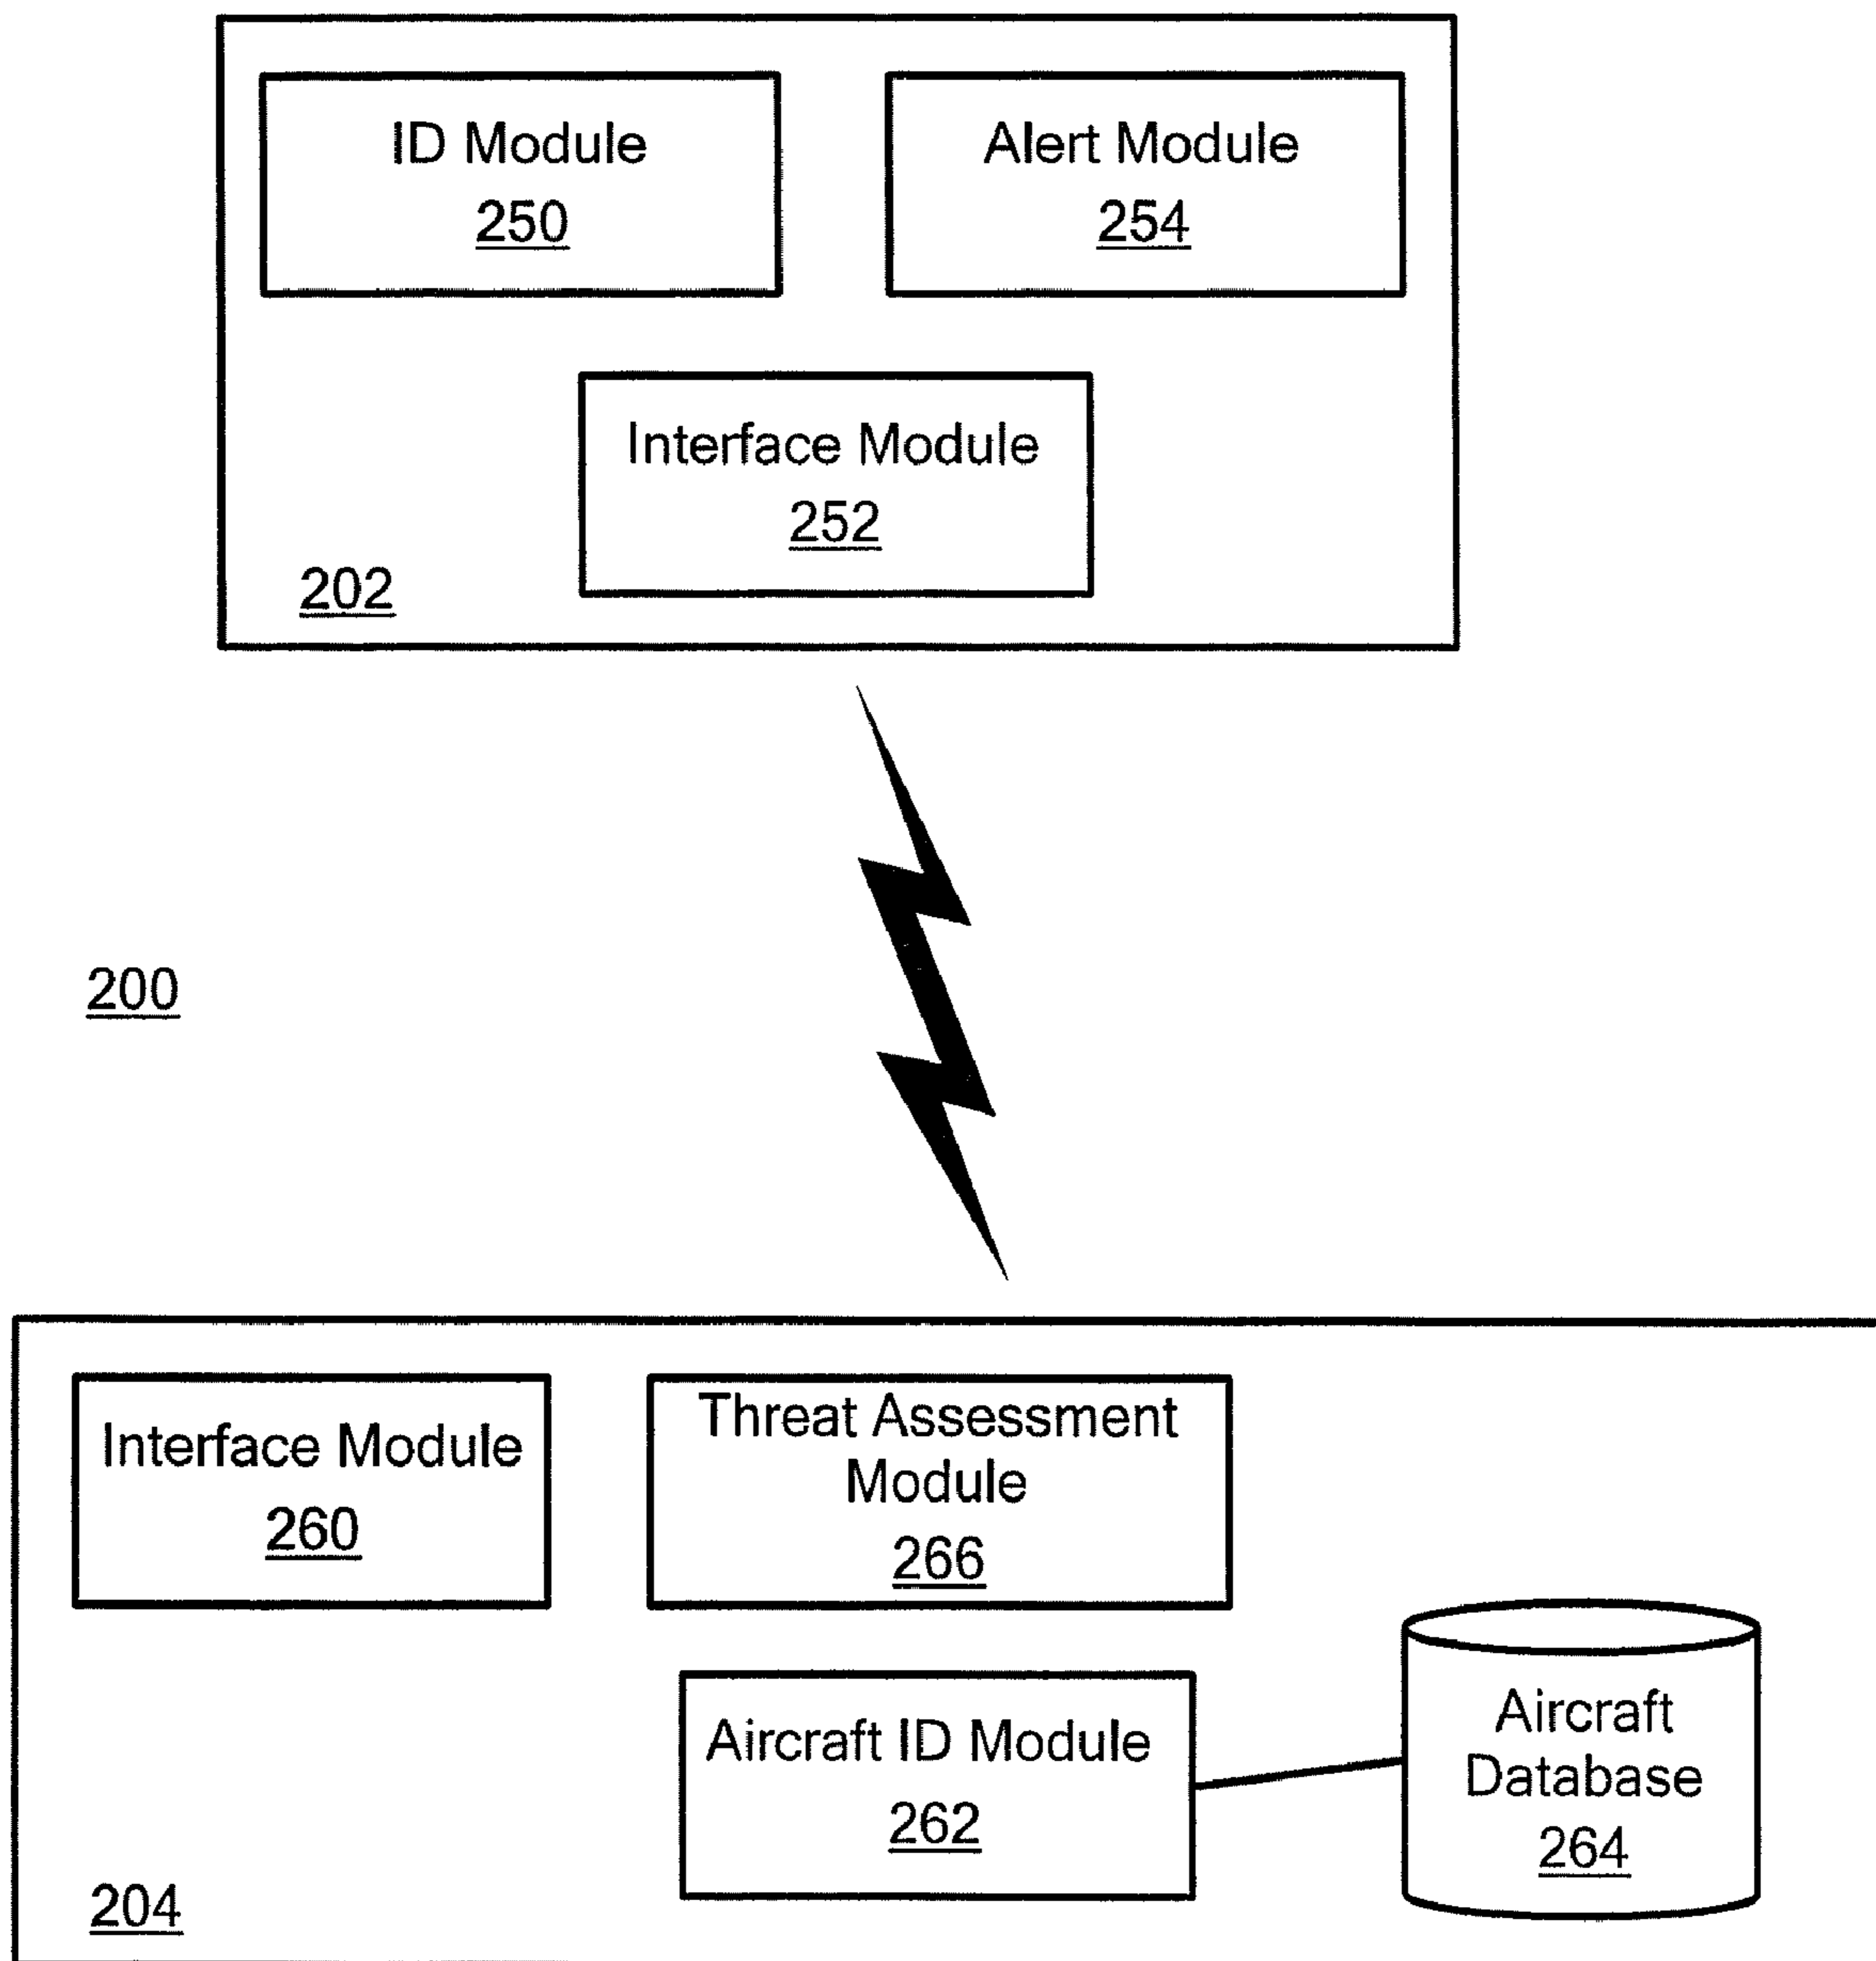 ID Module
250
Alert Module
254
Interface Module
252
202
200
Interface Module
260
Threat Assessment
Module
266
Aircraft ID Module
262
Aircraft
Database
264
204